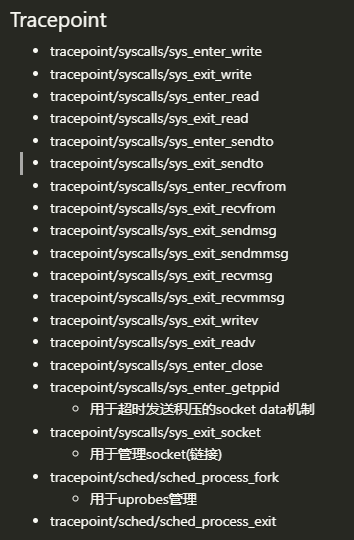 Tracepoint
tracepoint/syscalls/sys_enter_write
tracepoint/syscalls/sys_exit_write
tracepoint/syscalls/sys_enter_read
tracepoint/syscalls/sys_exit_read
tracepoint/syscalls/sys_enter_sendto
tracepoint/syscalls/sys_exit_sendto
tracepoint/syscalls/sys_enter_recvfrom
tracepoint/syscalls/sys_exit_recvfrom
tracepoint/syscalls/sys_exit_sendmsg
tracepoint/syscalls/sys_exit_sendmmsg
tracepoint/syscalls/sys_exit_recvmsg
tracepoint/syscalls/sys_exit_recvmmsg
tracepoint/syscalls/sys_exit_writev
tracepoint/syscalls/sys_exit_readv
tracepoint/syscalls/sys_enter_close
tracepoint/syscalls/sys_enter_getppid
用于超时发送积压的socket data机制
tracepoint/syscalls/sys_exit_socket
用于管理socket(链接)
tracepoint/sched/sched_process_fork
用于uprobes管理
tracepoint/sched/sched_process_exit